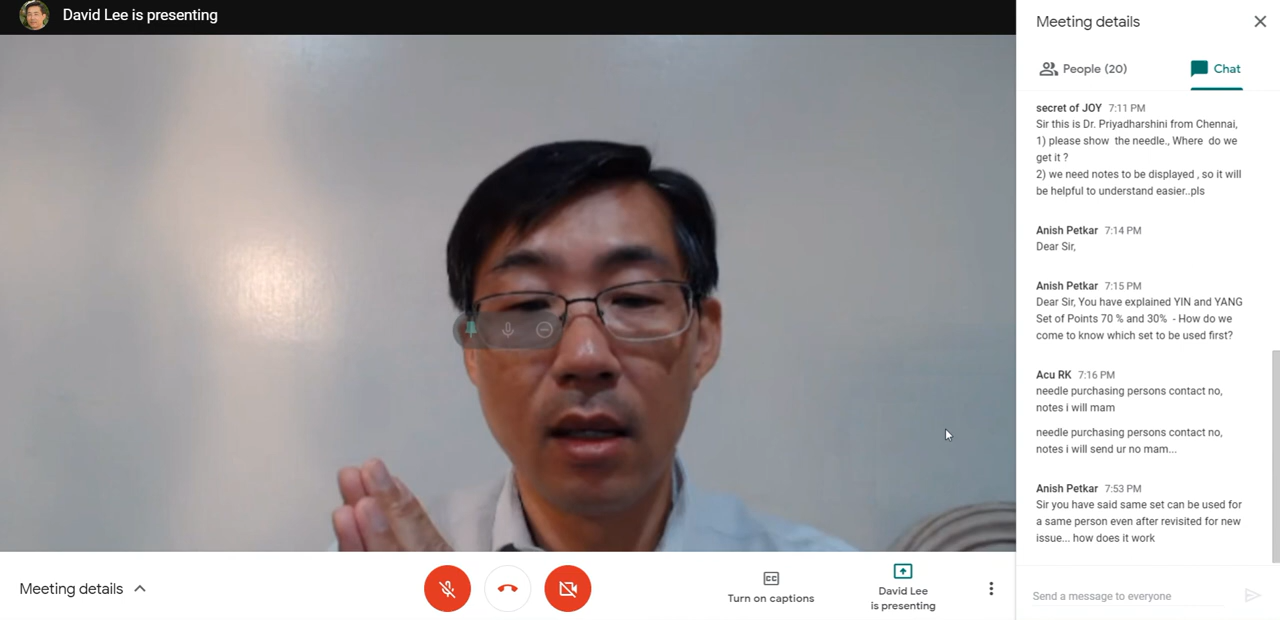 David Lee is presenting
Meeting details
People (20)
Chat
secret of JOY 7:11 PM
Sir this is Dr. Priyadharshini from Chennai,
1) please show the needle., Where do we
get it ?
2) we need notes to be displayed , so it will
be helpful to understand easier..pls
Anish Petkar 7:14 PM
Dear Sir,
Anish Petkar 7:15 PM
Dear Sir, You have explained YIN and YANG
Set of Points 70 % and 30% - How do we
come to know which set to be used first?
Acu RK 7:16 PM
needle purchasing persons contact no,
notes i will mam
needle purchasing persons contact no,
notes i will send ur no mam...
Anish Petkar 7:53 PM
Sir you have said same set can be used for
a same person even after revisited for new
issue... how does it work
Send a message to everyone
Meeting details
CC
Turn on captions
David Lee
is presenting